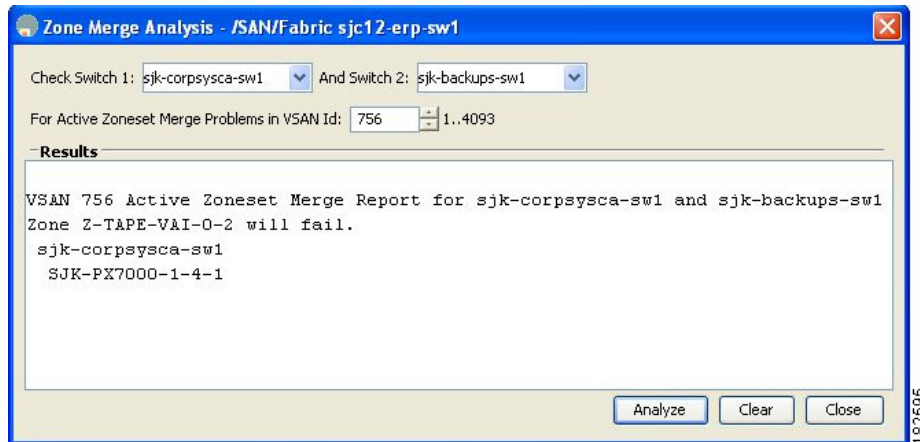 Zone Merge Analysis - /SAN/Fabric sjc12-erp-sw1
Check Switch 1: sjk-corpsysca-sw1 And Switch 2: sjk-backups-sw1
For Active Zoneset Merge Problems in VSAN Id: 756 1..4093
Results
VSAN 756 Active Zoneset Merge Report for sjk-corpsysca-sw1 and sjk-backups-sw1
Zone Z-TAPE-VAI-O-2 will fail.
sjk-corpsysca-sw1
SJK-PX7000-1-4-1
Analyze Clear Close